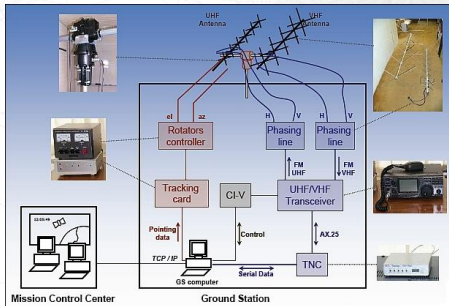 UHF
Antenna
VHF
Antenna
el
az
H
V
H
V
Rotators
controller
Phasing
line
Phasing
line
FM
UHF
FM
VHF
Tracking
card
CI-V
UHF/VHF
Transceiver
Pointing
data
Control
AX.25
TCP / IP
GS computer
Serial Data
TNC
Mission Control Center
Ground Station